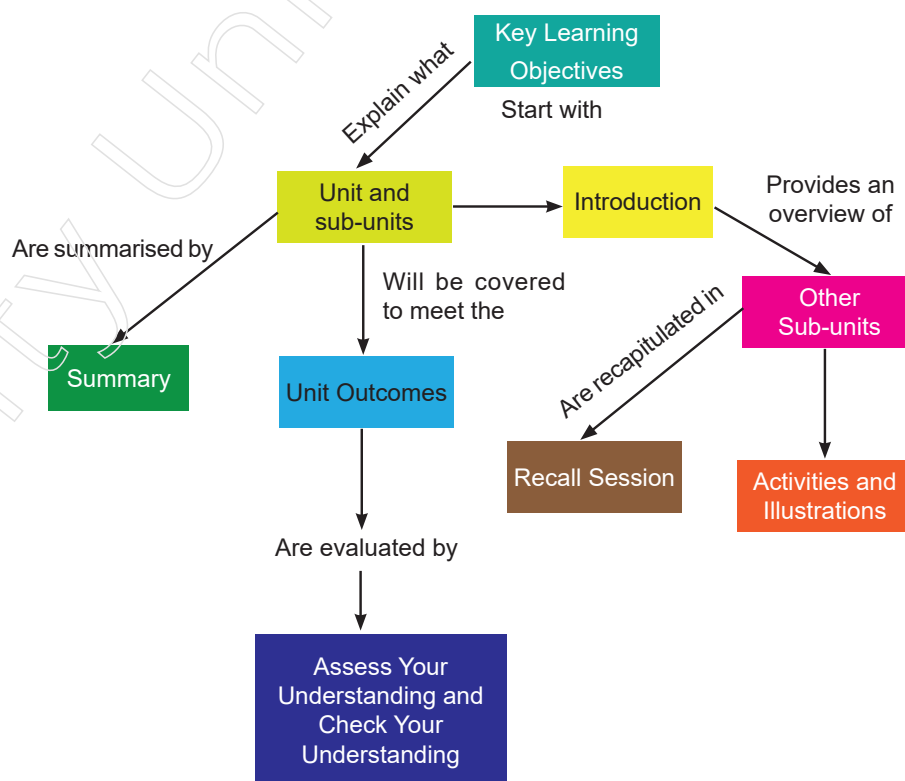 Key Learning
Objectives
Explain what
Start with
Unit and
sub-units
Introduction
Provides an
overview of
Are summarised by
Will be covered
to meet the
Other
Sub-units
Summary
Unit Outcomes
Are recapitulated in
Recall Session
Activities and
Illustrations
Are evaluated by
Assess Your
Understanding and
Check Your
Understanding